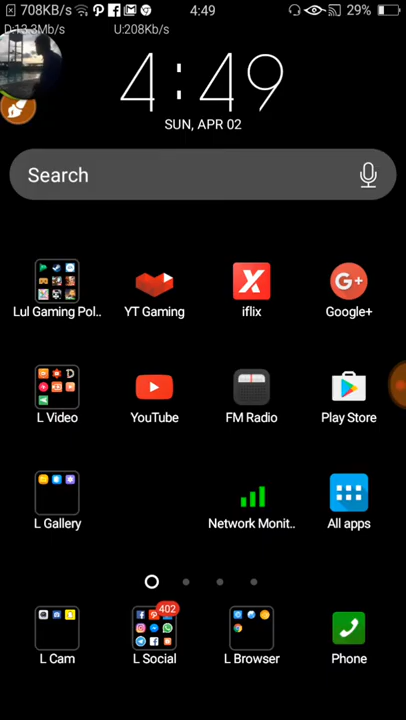 708KB/s 4:49 29%
D:13.3Mb/s U:208Kb/s
4:49
SUN, APR 02
Search
Lul Gaming Pol.. YT Gaming iflix Google+
L Video YouTube FM Radio Play Store
L Gallery Network Monit.. All apps
402
L Cam L Social L Browser Phone